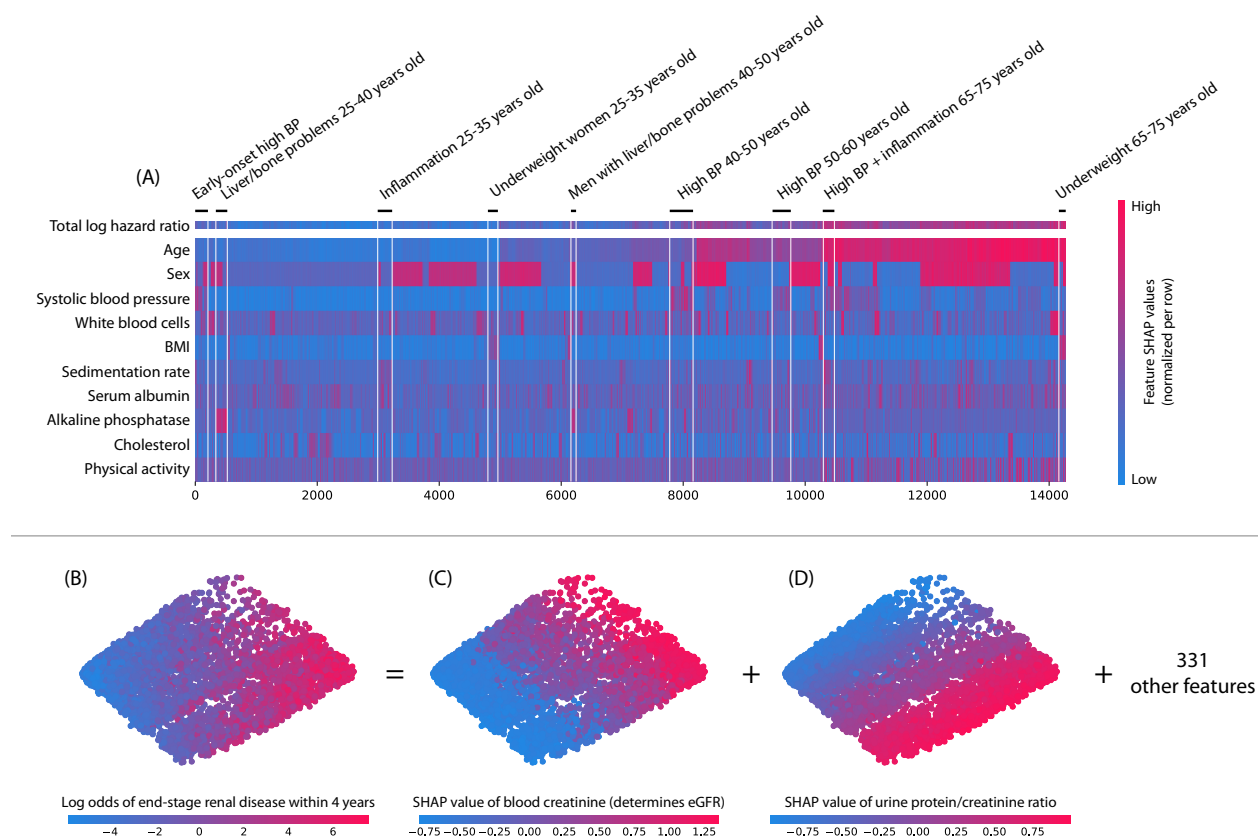 (A)
Early-onset high BP
Liver/bone problems 25-40 years old
Inflammation 25-35 years old
Underweight women 25-35 years old
Men with liver/bone problems 40-50 years old
High BP 40-50 years old
High BP 50-60 years old
High BP + inflammation 65-75 years old
Underweight 65-75 years old
Total log hazard ratio
Age
Sex
Systolic blood pressure
White blood cells
BMI
Sedimentation rate
Serum albumin
Alkaline phosphatase
Cholesterol
Physical activity
0 2000 4000 6000 8000 10000 12000 14000
High
Feature SHAP values
(normalized per row)
Low
(B) (C) (D)
= + + 331
other features
Log odds of end-stage renal disease within 4 years
−4 −2 0 2 4 6
SHAP value of blood creatinine (determines eGFR)
−0.75 −0.50 −0.25 0.00 0.25 0.50 0.75 1.00 1.25
SHAP value of urine protein/creatinine ratio
−0.75 −0.50 −0.25 0.00 0.25 0.50 0.75